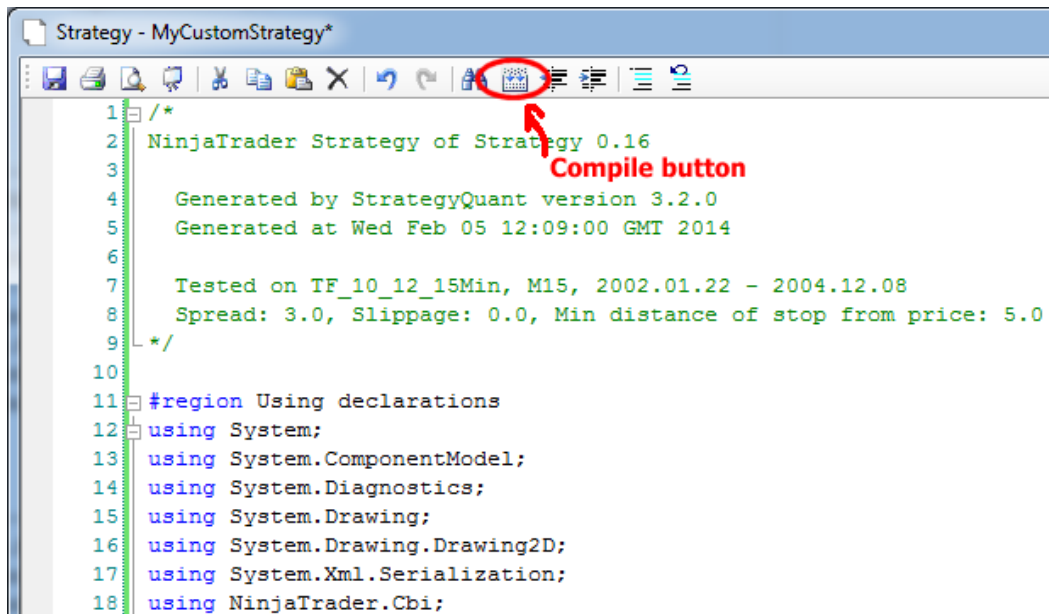 Strategy - MyCustomStrategy*
1 /*
2 NinjaTrader Strategy of Strategy 0.16
Compile button
3
4 Generated by StrategyQuant version 3.2.0
5 Generated at Wed Feb 05 12:09:00 GMT 2014
6
7 Tested on TF_10_12_15Min, M15, 2002.01.22 - 2004.12.08
8 Spread: 3.0, Slippage: 0.0, Min distance of stop from price: 5.0
9 */
10
11 #region Using declarations
12 using System;
13 using System.ComponentModel;
14 using System.Diagnostics;
15 using System.Drawing;
16 using System.Drawing.Drawing2D;
17 using System.Xml.Serialization;
18 using NinjaTrader.Cbi;